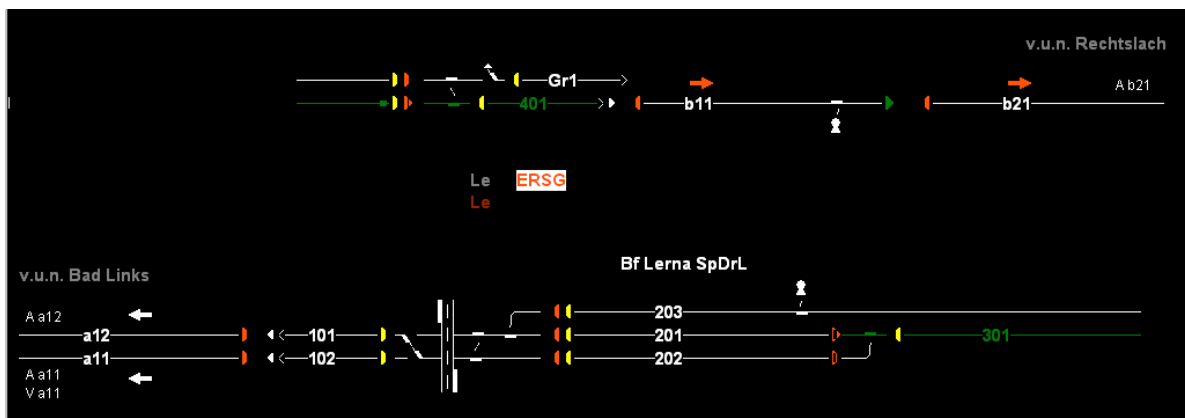 v.u.n. Rechtslach
Gr1
A b21
401
b11
b21
Le ERSG
Le
Bf Lerna SpDrL
v.u.n. Bad Links
A a12
203
a12
101
201
301
a11
102
202
A a11
V a11